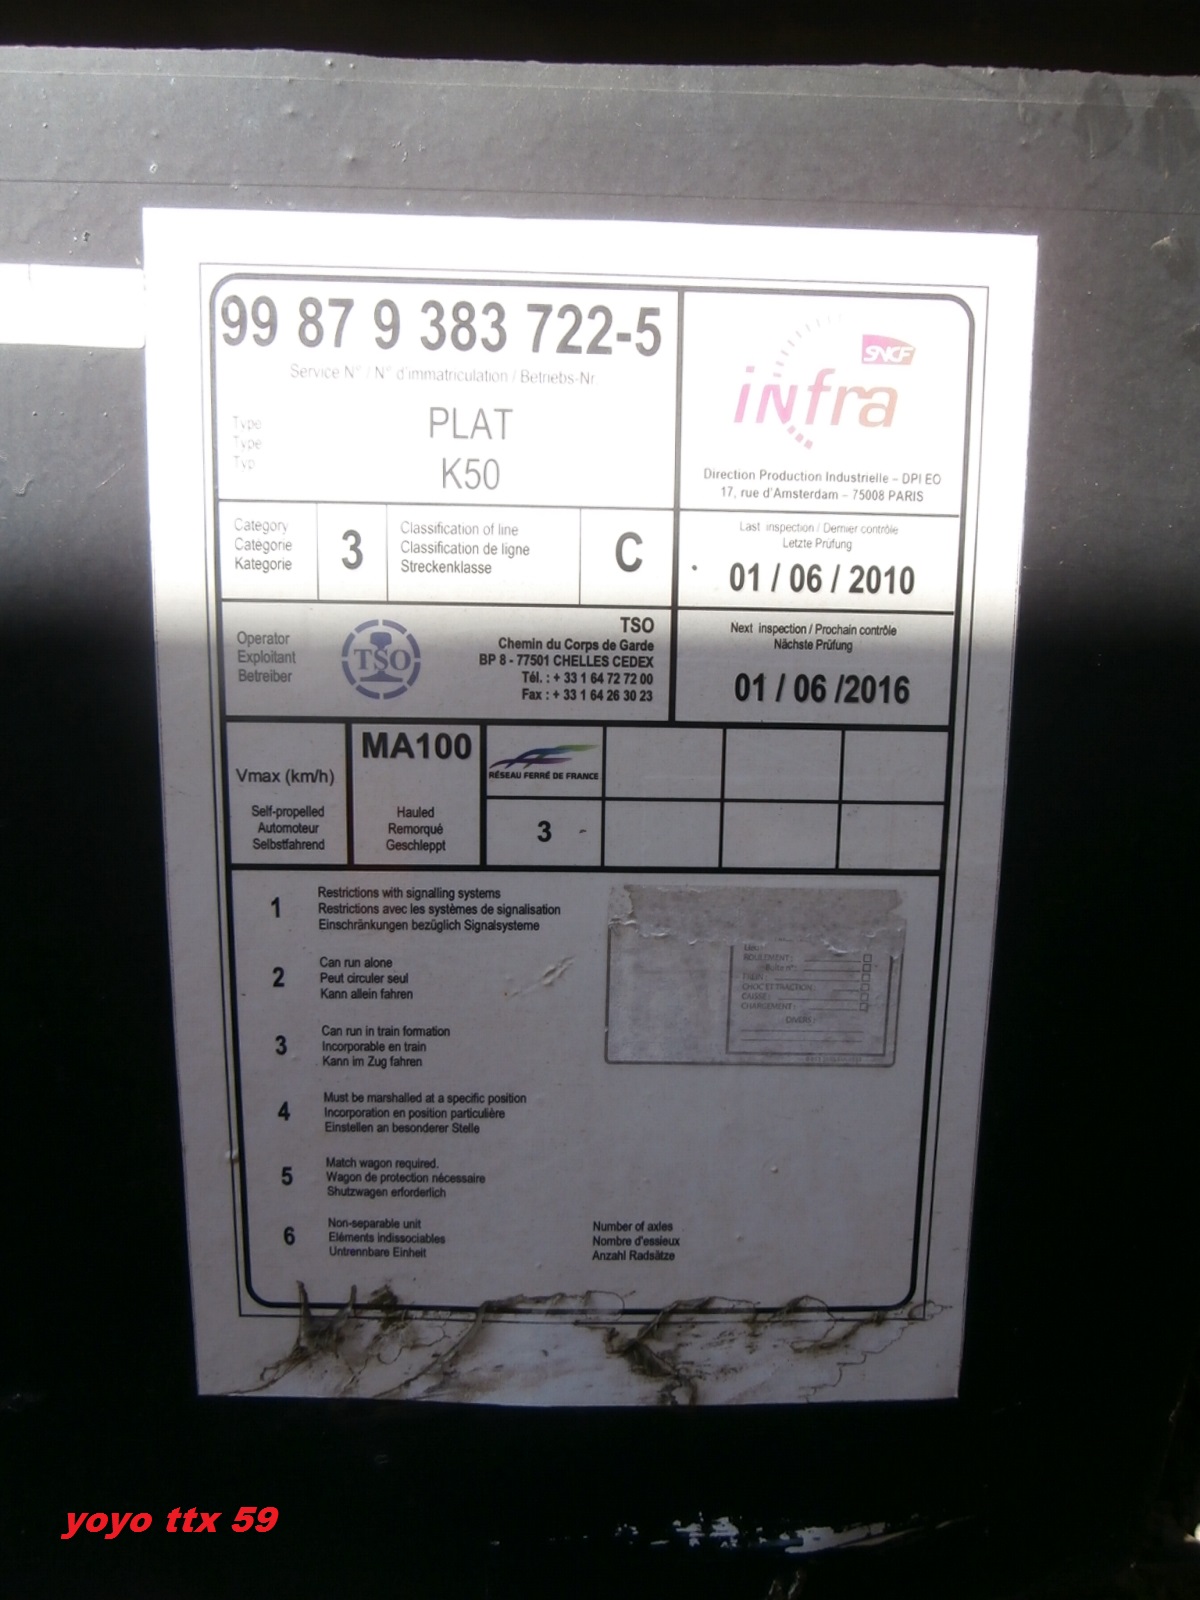 99 87 9 383 722-5
Service N° / N° d'immatriculation / Betriebs-Nr.
Type
Type
Typ
PLAT
K50
SNCF
infra
Direction Production Industrielle – DPI EO
17, rue d'Amsterdam – 75008 PARIS
Category
Categorie
Kategorie
3
Classification of line
Classification de ligne
Streckenklasse
C
Last inspection / Dernier contrôle
Letzte Prüfung
01 / 06 / 2010
Operator
Exploitant
Betreiber
TSO
TSO
Chemin du Corps de Garde
BP 8 - 77501 CHELLES CEDEX
Tél. : + 33 1 64 72 72 00
Fax : + 33 1 64 26 30 23
Next inspection / Prochain contrôle
Nächste Prüfung
01 / 06 /2016
Vmax (km/h)
Self-propelled
Automoteur
Selbstfahrend
MA100
Hauled
Remorqué
Geschleppt
RÉSEAU FERRÉ DE FRANCE
3 -
1
Restrictions with signalling systems
Restrictions avec les systèmes de signalisation
Einschränkungen bezüglich Signalsysteme
2
Can run alone
Peut circuler seul
Kann allein fahren
3
Can run in train formation
Incorporable en train
Kann im Zug fahren
4
Must be marshalled at a specific position
Incorporation en position particulière
Einstellen an besonderer Stelle
5
Match wagon required.
Wagon de protection nécessaire
Shutzwagen erforderlich
6
Non-separable unit
Eléments indissociables
Untrennbare Einheit
Number of axles
Nombre d'essieux
Anzahl Radsätze
ROULEMENT:
FREIN:
CHOC ET TRACTION:
CAISSE:
CHARGEMENT:
DIVERS:
yoyo ttx 59